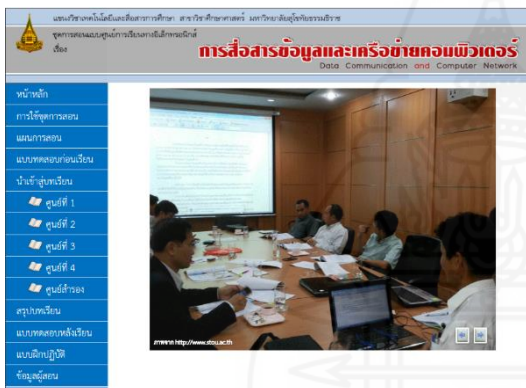 แขนงวิชาเทคโนโลยีและสื่อสารการศึกษา สาขาวิชาศึกษาศาสตร์ มหาวิทยาลัยสุโขทัยธรรมาธิราช
ชุดการสอนแบบศูนย์การเรียนทางอิเล็กทรอนิกส์
เรื่อง
การสื่อสารข้อมูลและเครือข่ายคอมพิวเตอร์
Data Communication and Computer Network
หน้าหลัก
การใช้ชุดการสอน
แผนการสอน
แบบทดสอบก่อนเรียน
นำเข้าสู่บทเรียน
ศูนย์ที่ 1
ศูนย์ที่ 2
ศูนย์ที่ 3
ศูนย์ที่ 4
ศูนย์สำรอง
สรุปบทเรียน
แบบทดสอบหลังเรียน
แบบฝึกปฏิบัติ
ข้อมูลผู้สอน
ภาพจาก http://www.stou.ac.th